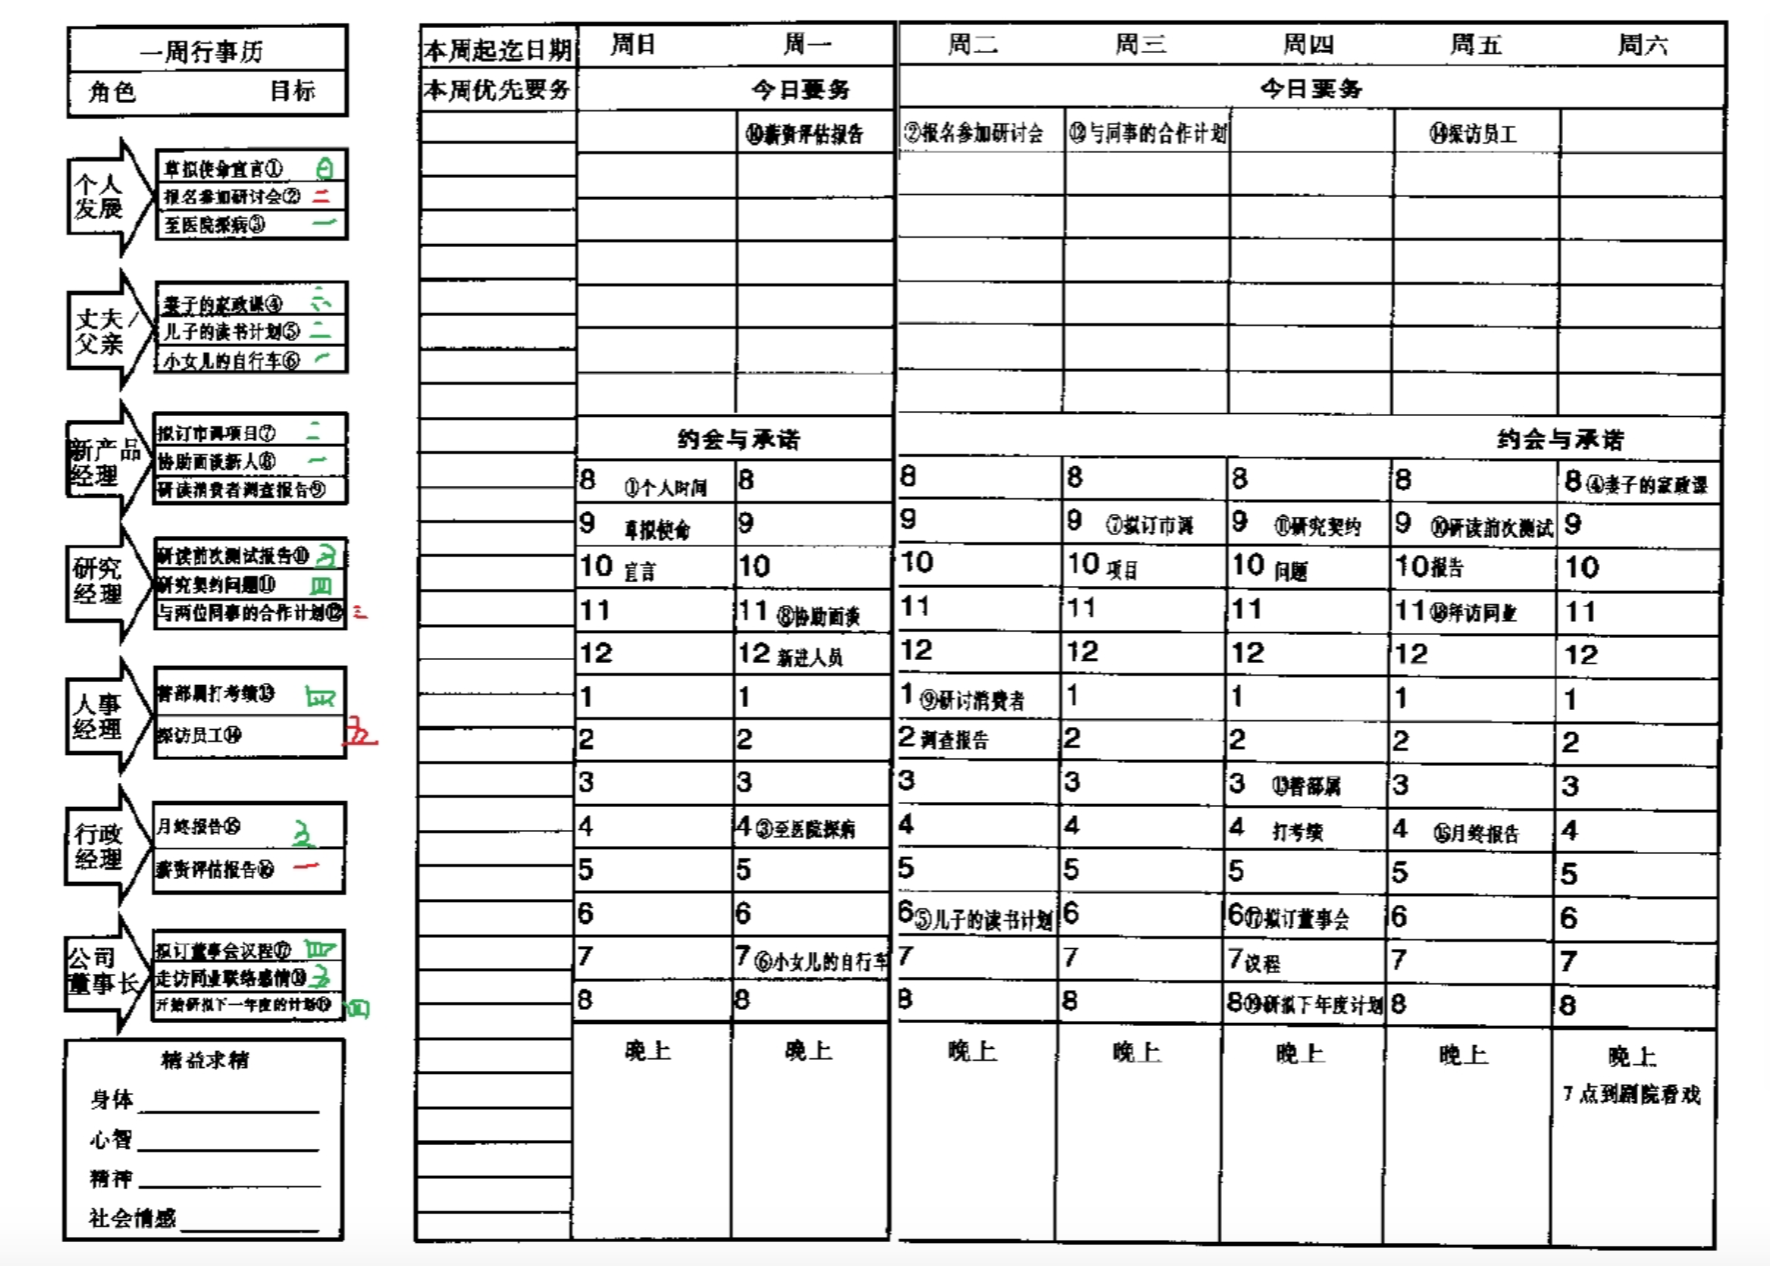 一周行事历
角色 目标
个人
发展
草拟使命宣言① 日
报名参加研讨会② 二
至医院探病③ 一
丈夫/
父亲
妻子的家政课④ 六
儿子的读书计划⑤ 二
小女儿的自行车⑥ 一
新产品
经理
拟订市调项目⑦ 三
协助面谈新人⑧ 一
研读消费者调查报告⑨
研究
经理
研读前次测试报告⑩ 五
研究契约问题⑪ 四
与两位同事的合作计划⑫ 三
人事
经理
替部属打考绩⑬ 四
探访员工⑭ 五
行政
经理
月终报告⑮ 五
薪资评估报告⑯ 一
公司
董事长
拟订董事会议程⑰ 四
走访同业联络感情⑱ 五
开始研拟下一年度的计划⑲ 四
精益求精
身体
心智
精神
社会情感
本周起迄日期 周日 周一 周二 周三 周四 周五 周六
本周优先要务 今日要务 今日要务
⑯薪资评估报告 ②报名参加研讨会 ⑫与同事的合作计划 ⑭探访员工
约会与承诺 约会与承诺
8 ①个人时间 8 8 8 8 8 8④妻子的家政课
9 草拟使命 9 9 9 ⑦拟订市调 9 ⑪研究契约 9 ⑩研读前次测试 9
10 宣言 10 10 10 项目 10 问题 10报告 10
11 11 ⑧协助面谈 11 11 11 11⑱拜访同业 11
12 12 新进人员 12 12 12 12 12
1 1 1⑨研讨消费者 1 1 1 1
2 2 2调查报告 2 2 2 2
3 3 3 3 3 ⑬替部属 3 3
4 4③至医院探病 4 4 4 打考绩 4 ⑮月终报告 4
5 5 5 5 5 5 5
6 6 6⑤儿子的读书计划 6 6⑰拟订董事会 6 6
7 7⑥小女儿的自行车 7 7 7议程 7 7
8 8 8 8 8⑲研拟下年度计划 8 8
晚上 晚上 晚上 晚上 晚上 晚上 晚上
7点到剧院看戏